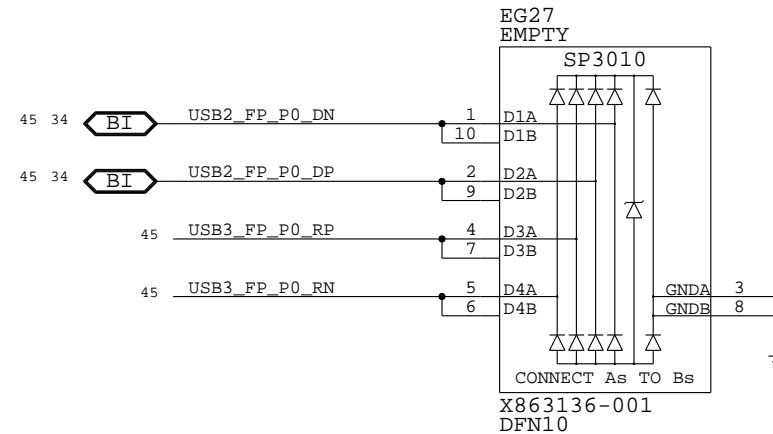 EG27
EMPTY
SP3010
45 34 BI USB2_FP_P0_DN 1 D1A
10 D1B
45 34 BI USB2_FP_P0_DP 2 D2A
9 D2B
45 USB3_FP_P0_RP 4 D3A
7 D3B
45 USB3_FP_P0_RN 5 D4A GNDA 3
6 D4B GNDB 8
CONNECT As TO Bs
X863136-001
DFN10